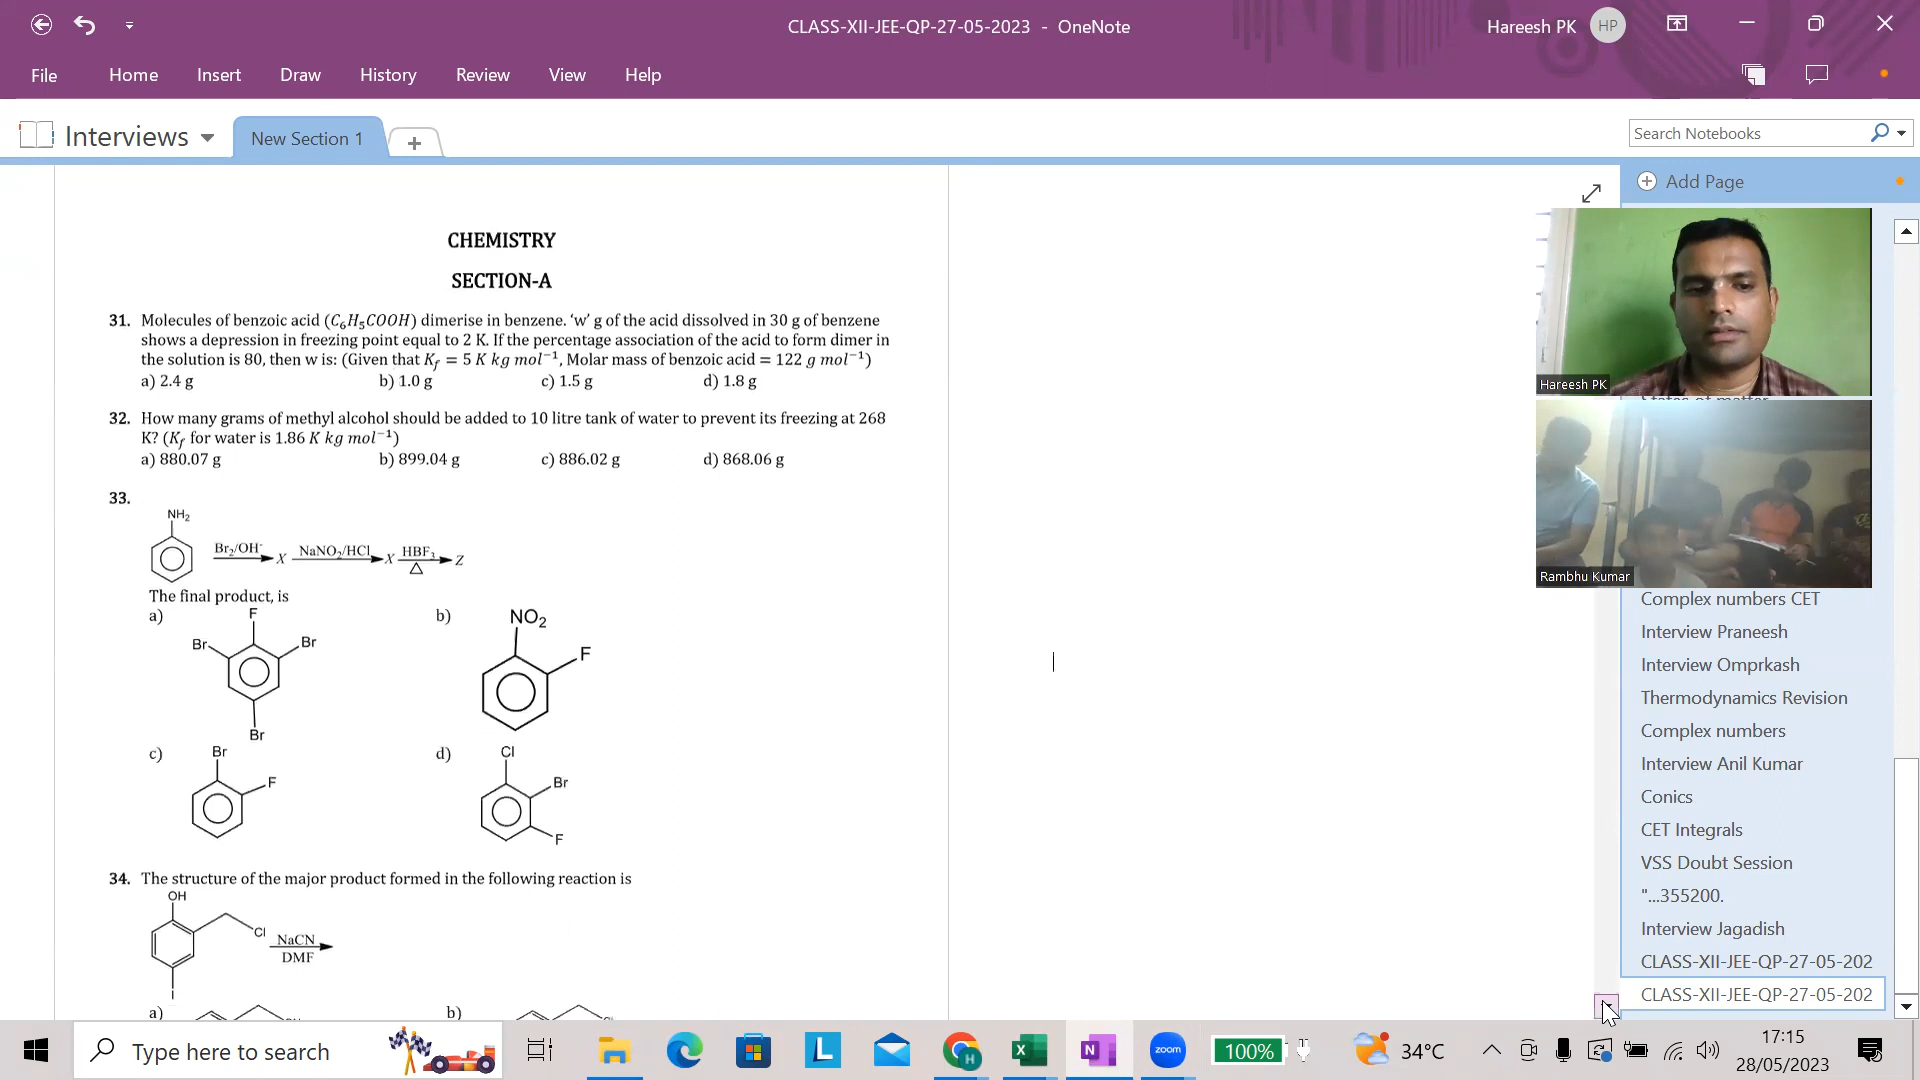 CLASS-XII-JEE-QP-27-05-2023 - OneNote
Hareesh PK
HP
File Home Insert Draw History Review View Help
Interviews
New Section 1
+
Search Notebooks
Add Page
CHEMISTRY
SECTION-A
31. Molecules of benzoic acid (C₆H₅COOH) dimerise in benzene. ‘w’ g of the acid dissolved in 30 g of benzene
shows a depression in freezing point equal to 2 K. If the percentage association of the acid to form dimer in
the solution is 80, then w is: (Given that K_f = 5 K kg mol⁻¹, Molar mass of benzoic acid = 122 g mol⁻¹)
a) 2.4 g b) 1.0 g c) 1.5 g d) 1.8 g
32. How many grams of methyl alcohol should be added to 10 litre tank of water to prevent its freezing at 268
K? (K_f for water is 1.86 K kg mol⁻¹)
a) 880.07 g b) 899.04 g c) 886.02 g d) 868.06 g
33.
NH₂
Br₂/OH⁻ X NaNO₂/HCl X HBF₃ Z
△
The final product, is
a) F Br Br Br
b) NO₂ F
c) Br F
d) Cl Br F
34. The structure of the major product formed in the following reaction is
OH
Cl
I
NaCN
DMF
a) b)
Hareesh PK
States of matter
Rambhu Kumar
Complex numbers CET
Interview Praneesh
Interview Omprkash
Thermodynamics Revision
Complex numbers
Interview Anil Kumar
Conics
CET Integrals
VSS Doubt Session
"...355200.
Interview Jagadish
CLASS-XII-JEE-QP-27-05-202
CLASS-XII-JEE-QP-27-05-202
Type here to search
L
X
N
zoom
100%
34°C
17:15
28/05/2023